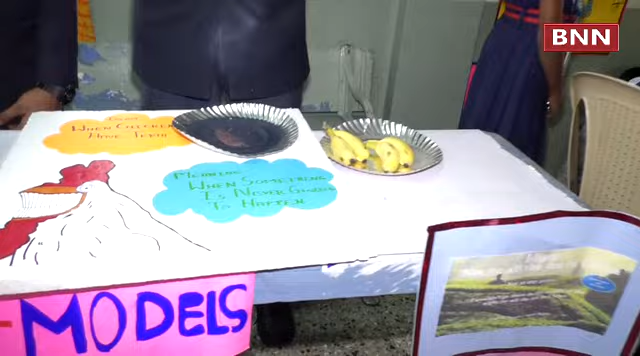 BNN
WHEN CHICKENS
HAVE TEETH
MEANING
WHEN SOMETHING
IS NEVER GOING
TO HAPPEN
-MODELS